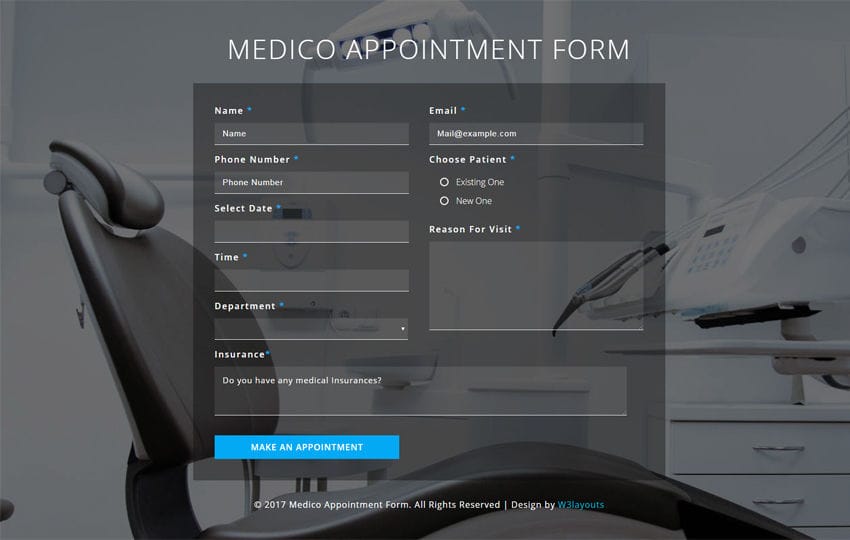 MEDICO APPOINTMENT FORM
Name *
Name
Phone Number *
Phone Number
Select Date *
Time *
Department *
Email *
Mail@example.com
Choose Patient *
Existing One
New One
Reason For Visit *
Insurance*
Do you have any medical Insurances?
MAKE AN APPOINTMENT
© 2017 Medico Appointment Form. All Rights Reserved | Design by W3layouts